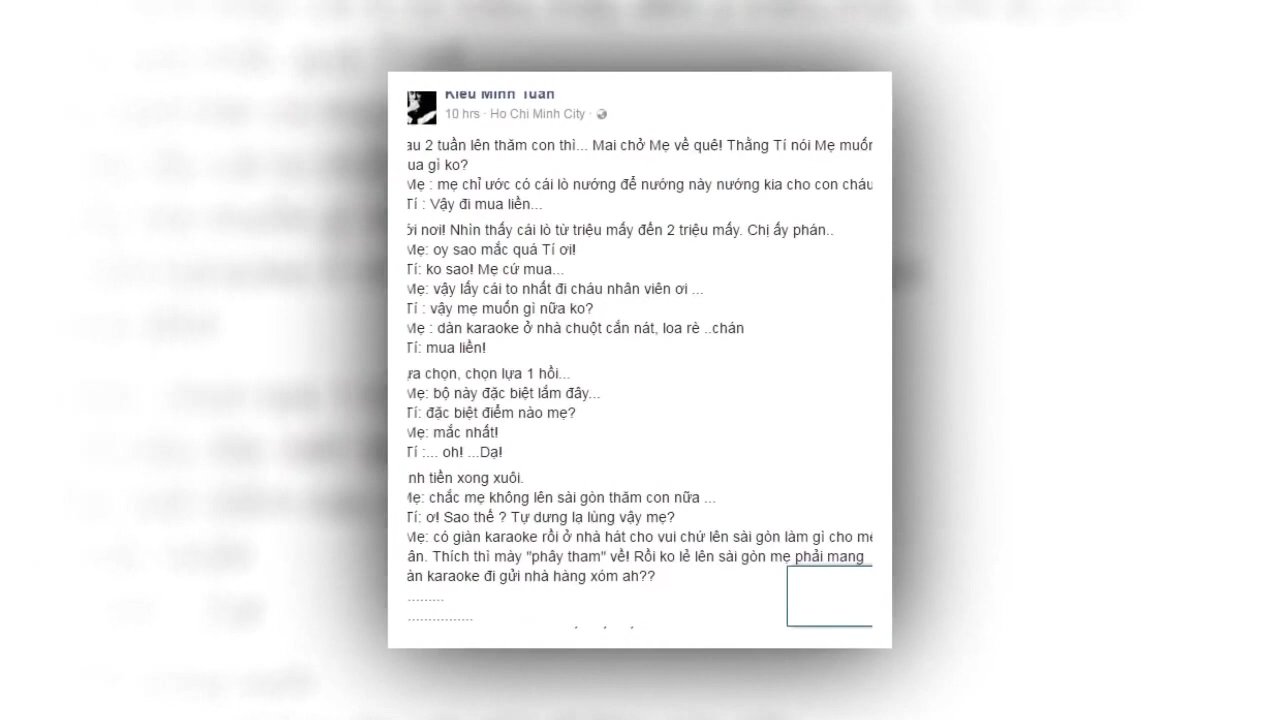 Kiều Minh Tuấn
10 hrs · Ho Chi Minh City ·
au 2 tuần lên thăm con thì... Mai chở Mẹ về quê! Thằng Tí nói Mẹ muốn
ua gì ko?
Mẹ : mẹ chỉ ước có cái lò nướng để nướng này nướng kia cho con cháu
Tí : Vậy đi mua liền...
ới nơi! Nhìn thấy cái lò từ triệu mấy đến 2 triệu mấy. Chị ấy phán..
Mẹ: oy sao mắc quá Tí ơi!
Tí: ko sao! Mẹ cứ mua...
Mẹ: vậy lấy cái to nhất đi cháu nhân viên ơi ...
Tí : vậy mẹ muốn gì nữa ko?
Mẹ : dàn karaoke ở nhà chuột cắn nát, loa rè ..chán
Tí: mua liền!
ựa chọn, chọn lựa 1 hồi...
Mẹ: bộ này đặc biệt lắm đây...
Tí: đặc biệt điểm nào mẹ?
Mẹ: mắc nhất!
Tí :... oh! ...Dạ!
ính tiền xong xuôi.
Mẹ: chắc mẹ không lên sài gòn thăm con nữa ...
Tí: ơ! Sao thế ? Tự dưng lạ lùng vậy mẹ?
Mẹ: có giàn karaoke rồi ở nhà hát cho vui chứ lên sài gòn làm gì cho mệ
ân. Thích thì mày "phây tham" về! Rồi ko lẻ lên sài gòn mẹ phải mang
àn karaoke đi gửi nhà hàng xóm ah??
.........
................